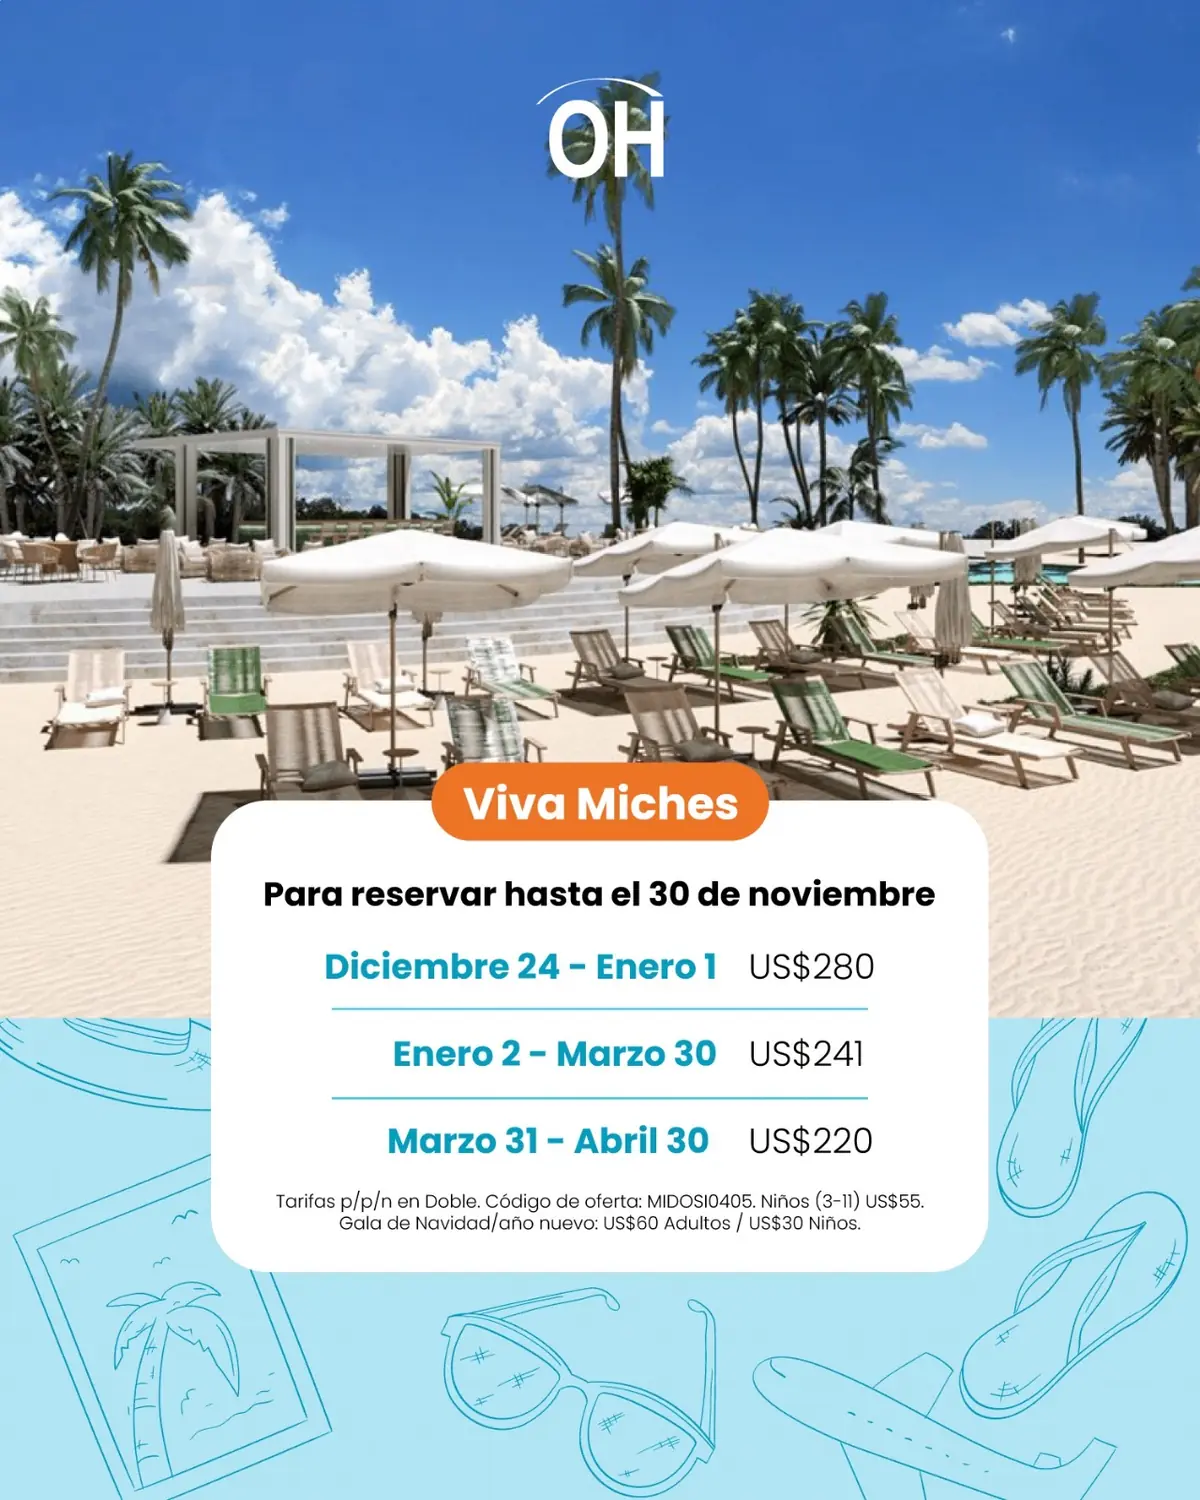 OH
Viva Miches
Para reservar hasta el 30 de noviembre
Diciembre 24 - Enero 1 US$280
Enero 2 - Marzo 30 US$241
Marzo 31 - Abril 30 US$220
Tarifas p/p/n en Doble. Código de oferta: MIDOSI0405. Niños (3-11) US$55.
Gala de Navidad/año nuevo: US$60 Adultos / US$30 Niños.